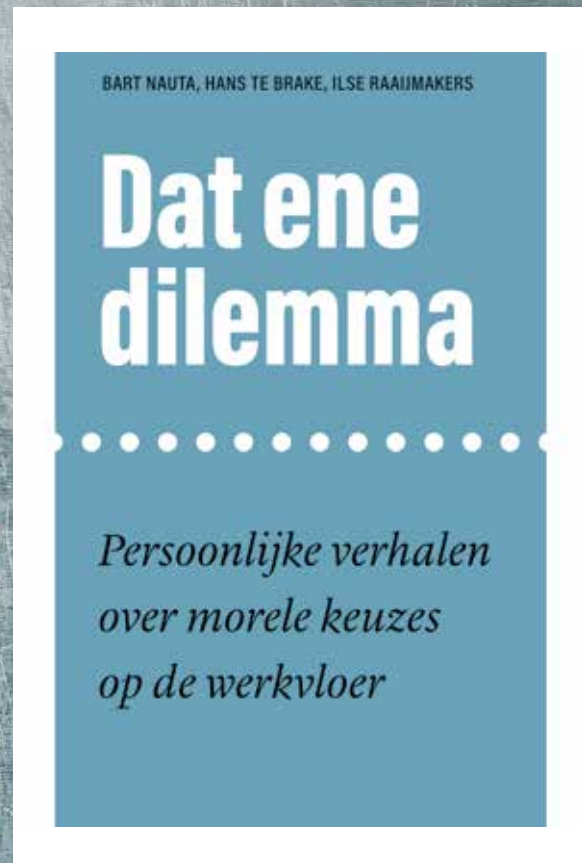 BART NAUTA, HANS TE BRAKE, ILSE RAAIJMAKERS
Dat ene
dilemma
Persoonlijke verhalen
over morele keuzes
op de werkvloer